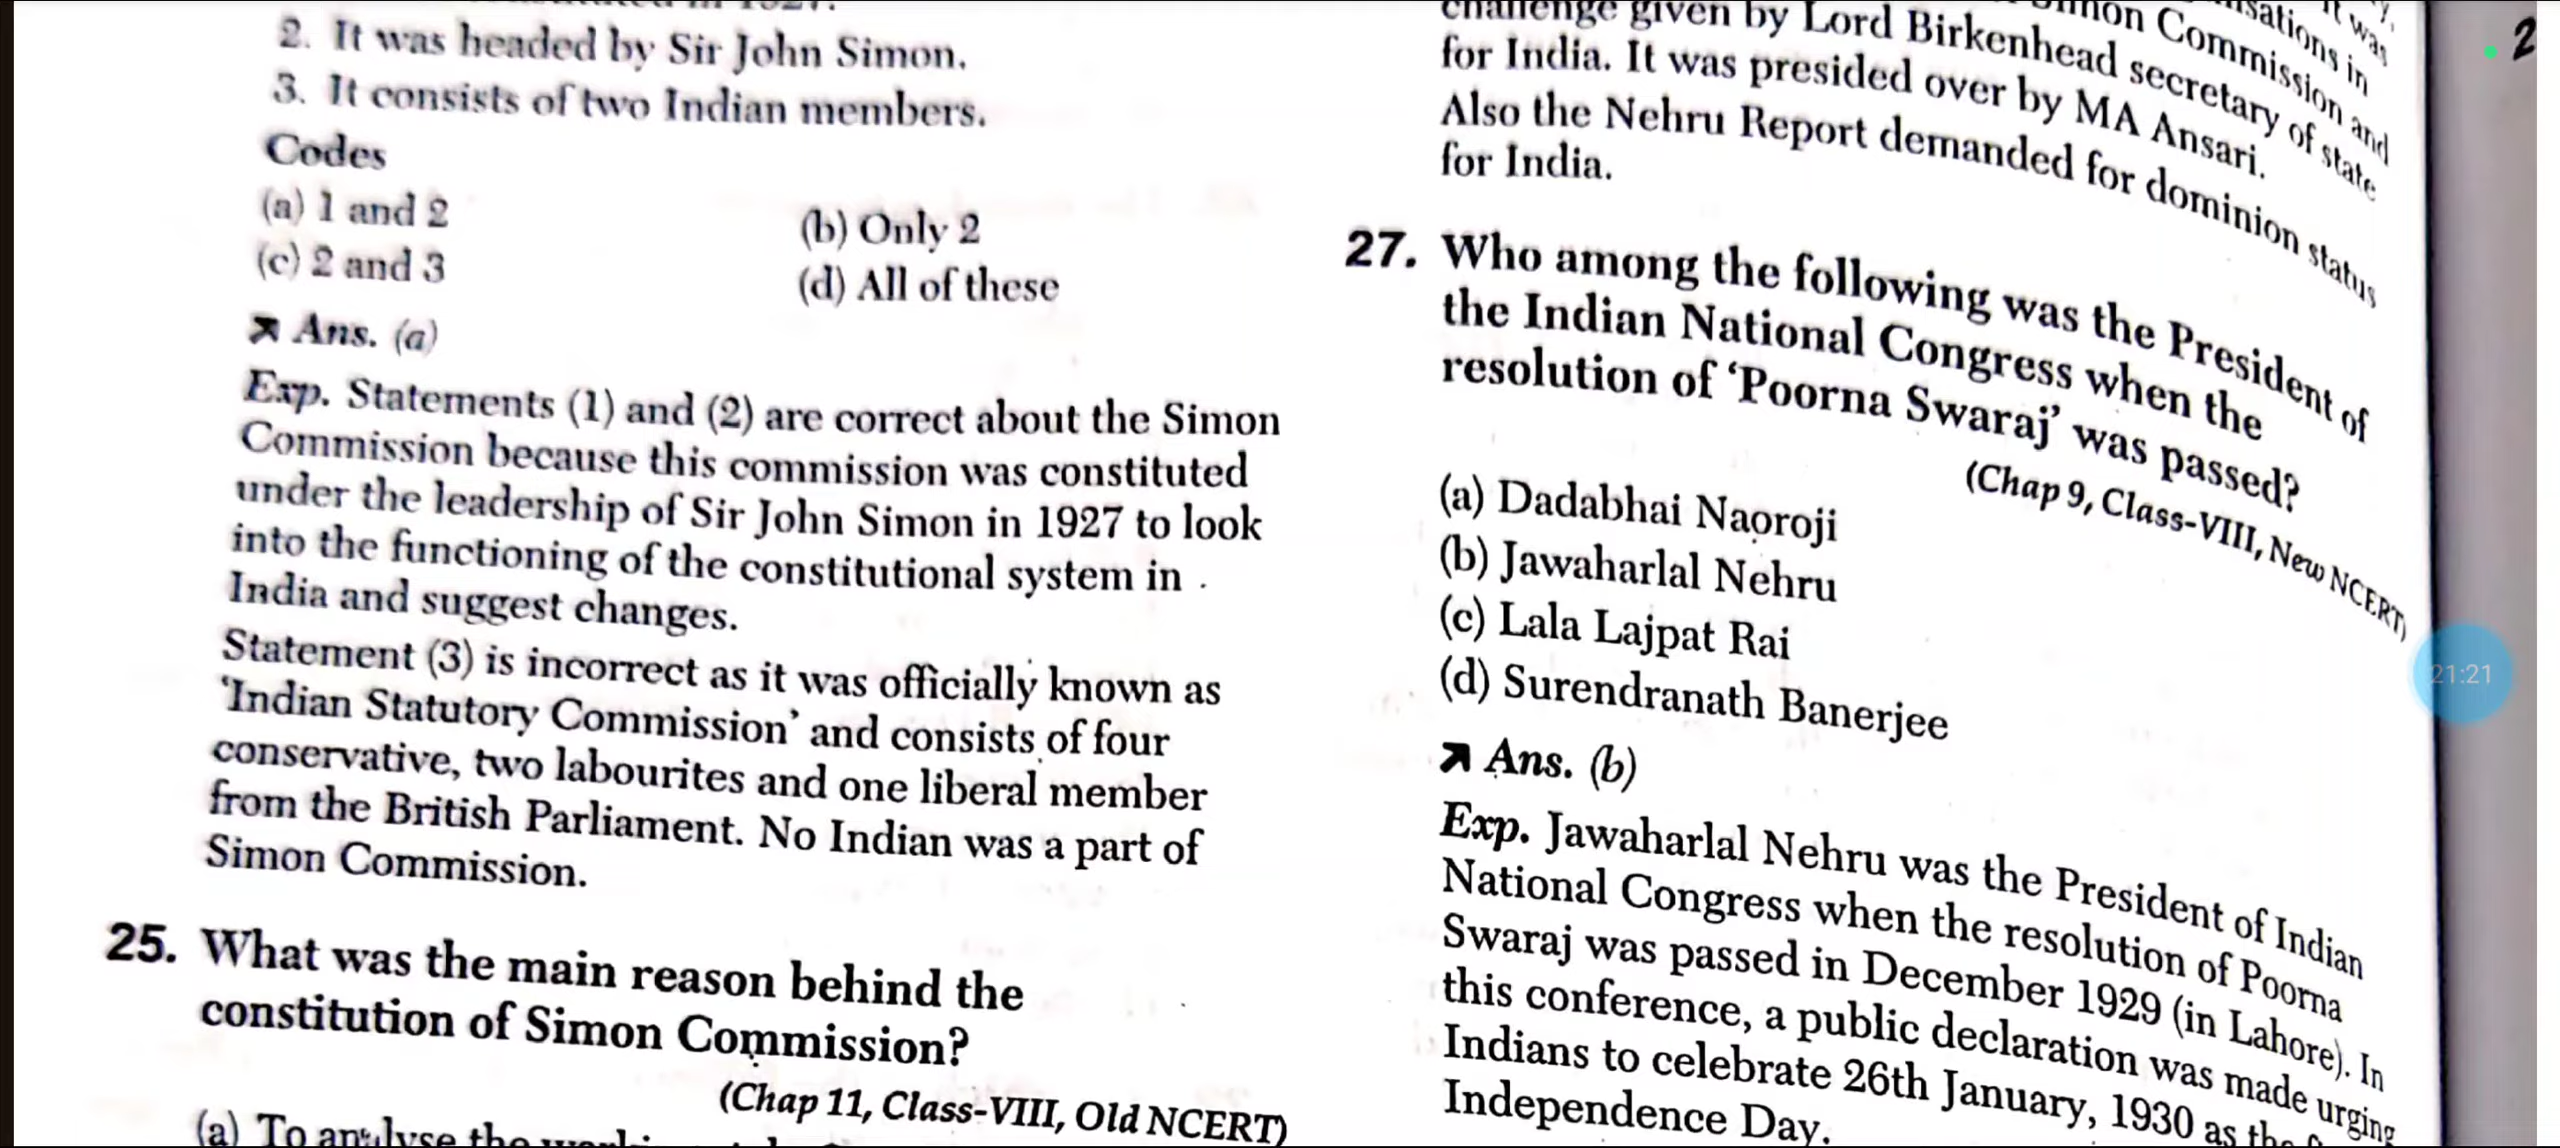 2. It was headed by Sir John Simon.
3. It consists of two Indian members.
Codes
(a) 1 and 2
(b) Only 2
(c) 2 and 3
(d) All of these
Ans. (a)
Exp. Statements (1) and (2) are correct about the Simon
Commission because this commission was constituted
under the leadership of Sir John Simon in 1927 to look
into the functioning of the constitutional system in
India and suggest changes.
Statement (3) is incorrect as it was officially known as
‘Indian Statutory Commission’ and consists of four
conservative, two labourites and one liberal member
from the British Parliament. No Indian was a part of
Simon Commission.
25. What was the main reason behind the
constitution of Simon Commission?
(Chap 11, Class-VIII, Old NCERT)
(a) To analyse the
It was
Commission and
challenge given by Lord Birkenhead secretary of state
for India. It was presided over by MA Ansari.
Also the Nehru Report demanded for dominion status
for India.
27. Who among the following was the President of
the Indian National Congress when the
resolution of ‘Poorna Swaraj’ was passed?
(Chap 9, Class-VIII, New NCERT)
(a) Dadabhai Naoroji
(b) Jawaharlal Nehru
(c) Lala Lajpat Rai
(d) Surendranath Banerjee
Ans. (b)
Exp. Jawaharlal Nehru was the President of Indian
National Congress when the resolution of Poorna
Swaraj was passed in December 1929 (in Lahore). In
this conference, a public declaration was made urging
Indians to celebrate 26th January, 1930 as the
Independence Day.
2
21:21